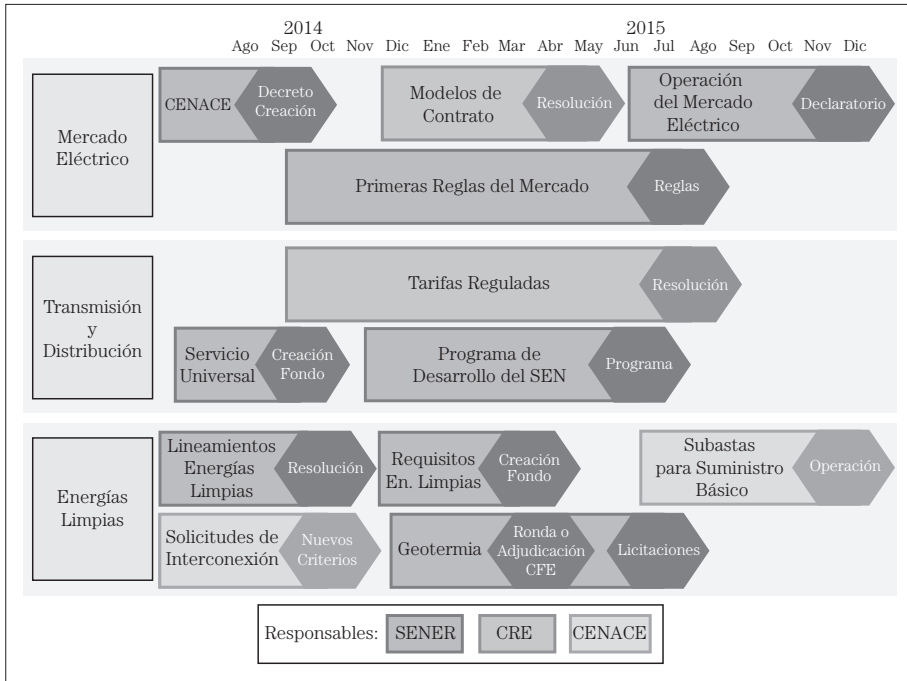 2014 2015
Ago Sep Oct Nov Dic Ene Feb Mar Abr May Jun Jul Ago Sep Oct Nov Dic
Mercado
Eléctrico
CENACE
Decreto
Creación
Modelos de
Contrato
Resolución
Operación
del Mercado
Eléctrico
Declaratorio
Primeras Reglas del Mercado
Reglas
Transmisión
y
Distribución
Tarifas Reguladas
Resolución
Servicio
Universal
Creación
Fondo
Programa de
Desarrollo del SEN
Programa
Energías
Limpias
Lineamientos
Energías
Limpias
Resolución
Requisitos
En. Limpias
Creación
Fondo
Subastas
para Suministro
Básico
Operación
Solicitudes de
Interconexión
Nuevos
Criterios
Geotermia
Ronda o
Adjudicación
CFE
Licitaciones
Responsables: SENER CRE CENACE